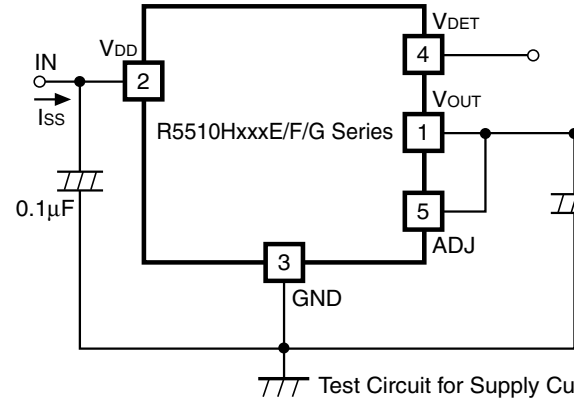 VDET
4
VDD
IN
2
ISS
VOUT
R5510HxxxE/F/G Series
1
0.1μF
5
ADJ
3
GND
Test Circuit for Supply